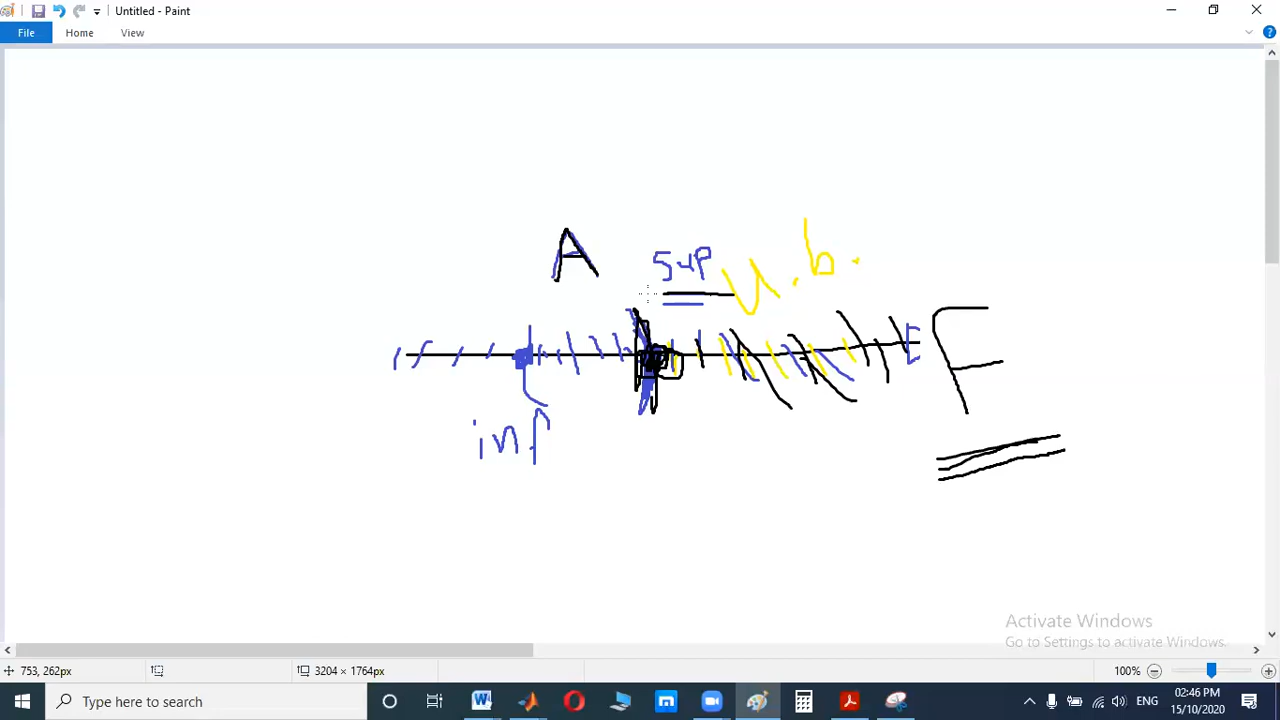 Untitled - Paint
File Home View
A
sup
u.b.
F
inf
Activate Windows
Go to Settings to activate Windows.
753, 262px
3204 × 1764px
100%
Type here to search
ENG
02:46 PM
15/10/2020